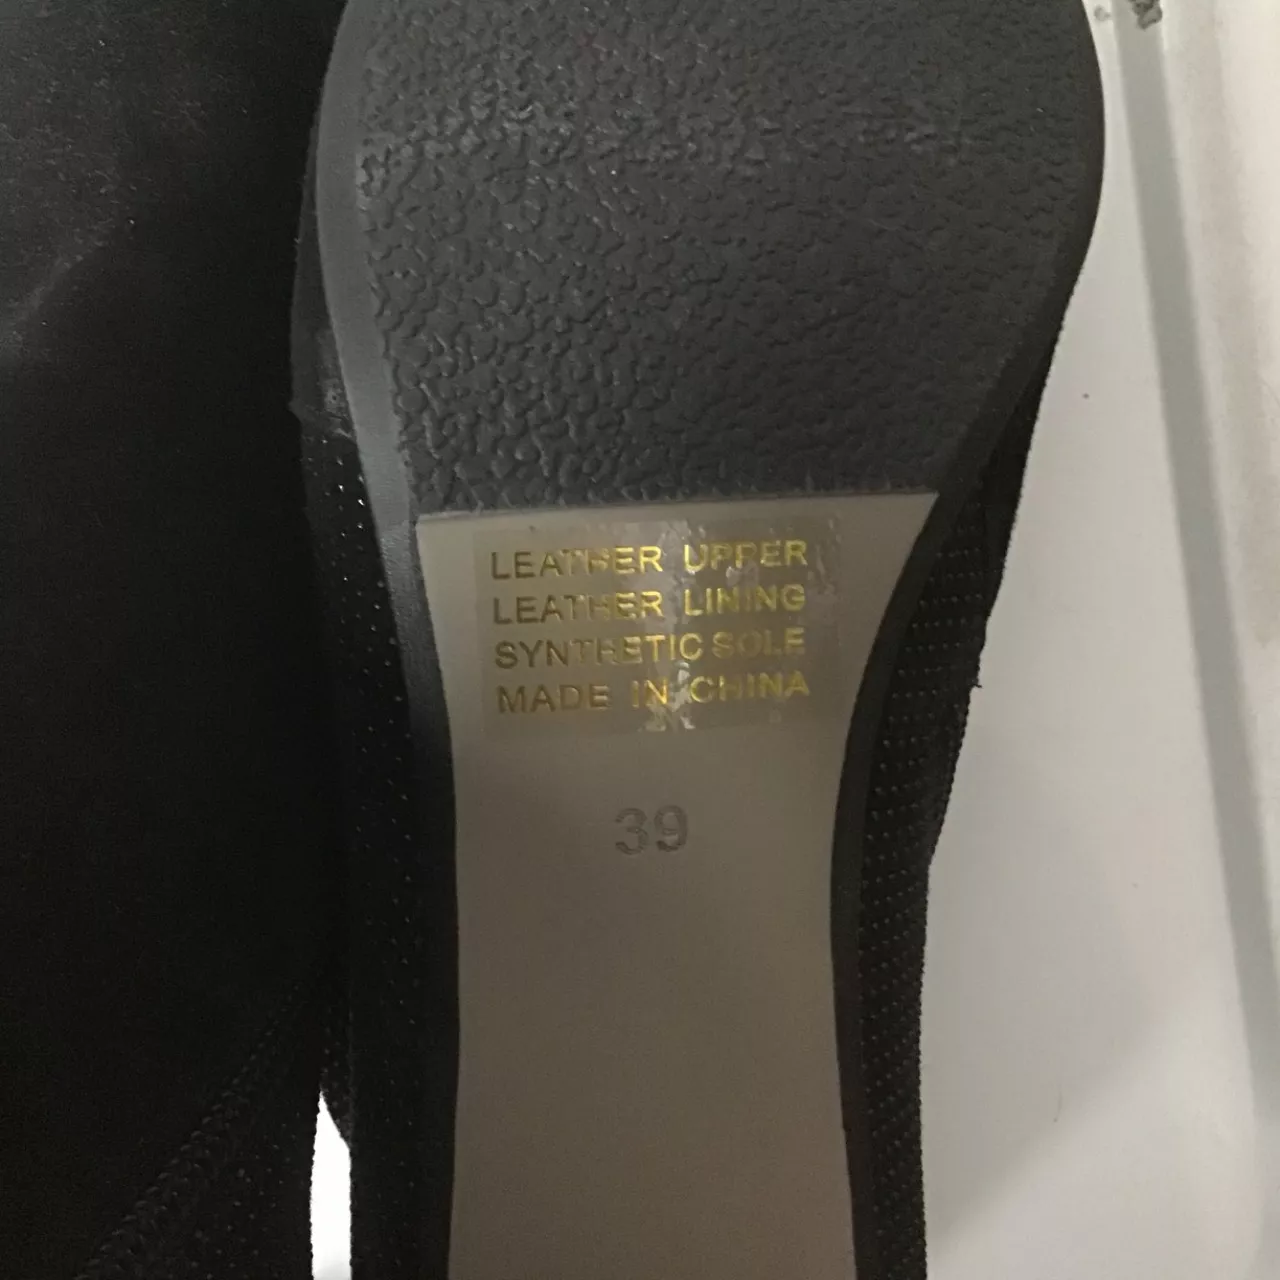 LEATHER UPPER
LEATHER LINING
SYNTHETIC SOLE
MADE IN CHINA
39